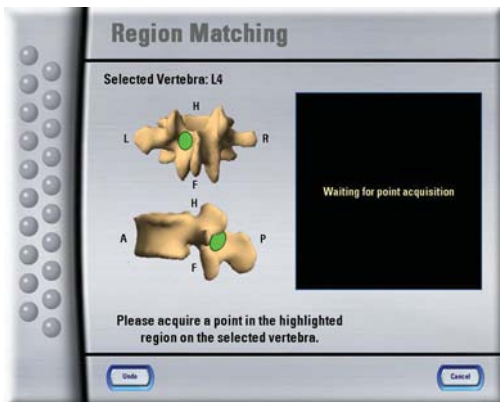 Region Matching
Selected Vertebra: L4
H
L
R
F
H
A
P
F
Waiting for point acquisition
Please acquire a point in the highlighted
region on the selected vertebra.
Undo
Cancel